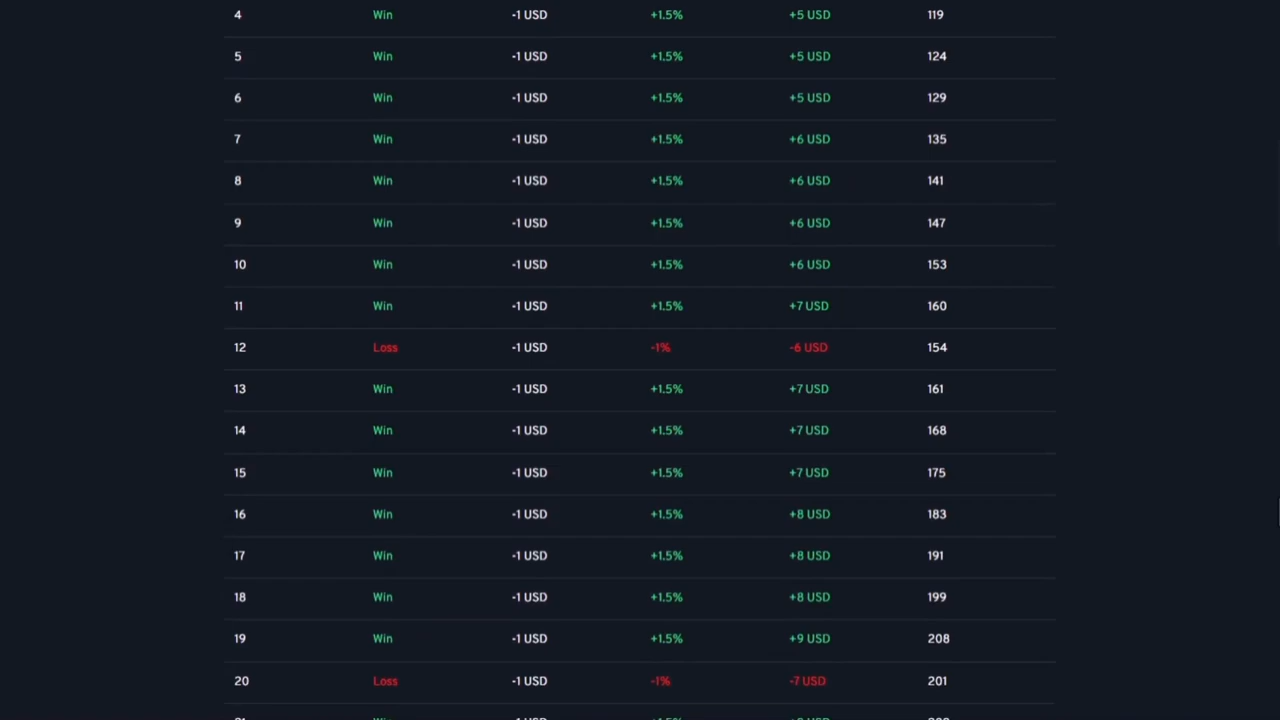 4 Win -1 USD +1.5% +5 USD 119
5 Win -1 USD +1.5% +5 USD 124
6 Win -1 USD +1.5% +5 USD 129
7 Win -1 USD +1.5% +6 USD 135
8 Win -1 USD +1.5% +6 USD 141
9 Win -1 USD +1.5% +6 USD 147
10 Win -1 USD +1.5% +6 USD 153
11 Win -1 USD +1.5% +7 USD 160
12 Loss -1 USD -1% -6 USD 154
13 Win -1 USD +1.5% +7 USD 161
14 Win -1 USD +1.5% +7 USD 168
15 Win -1 USD +1.5% +7 USD 175
16 Win -1 USD +1.5% +8 USD 183
17 Win -1 USD +1.5% +8 USD 191
18 Win -1 USD +1.5% +8 USD 199
19 Win -1 USD +1.5% +9 USD 208
20 Loss -1 USD -1% -7 USD 201